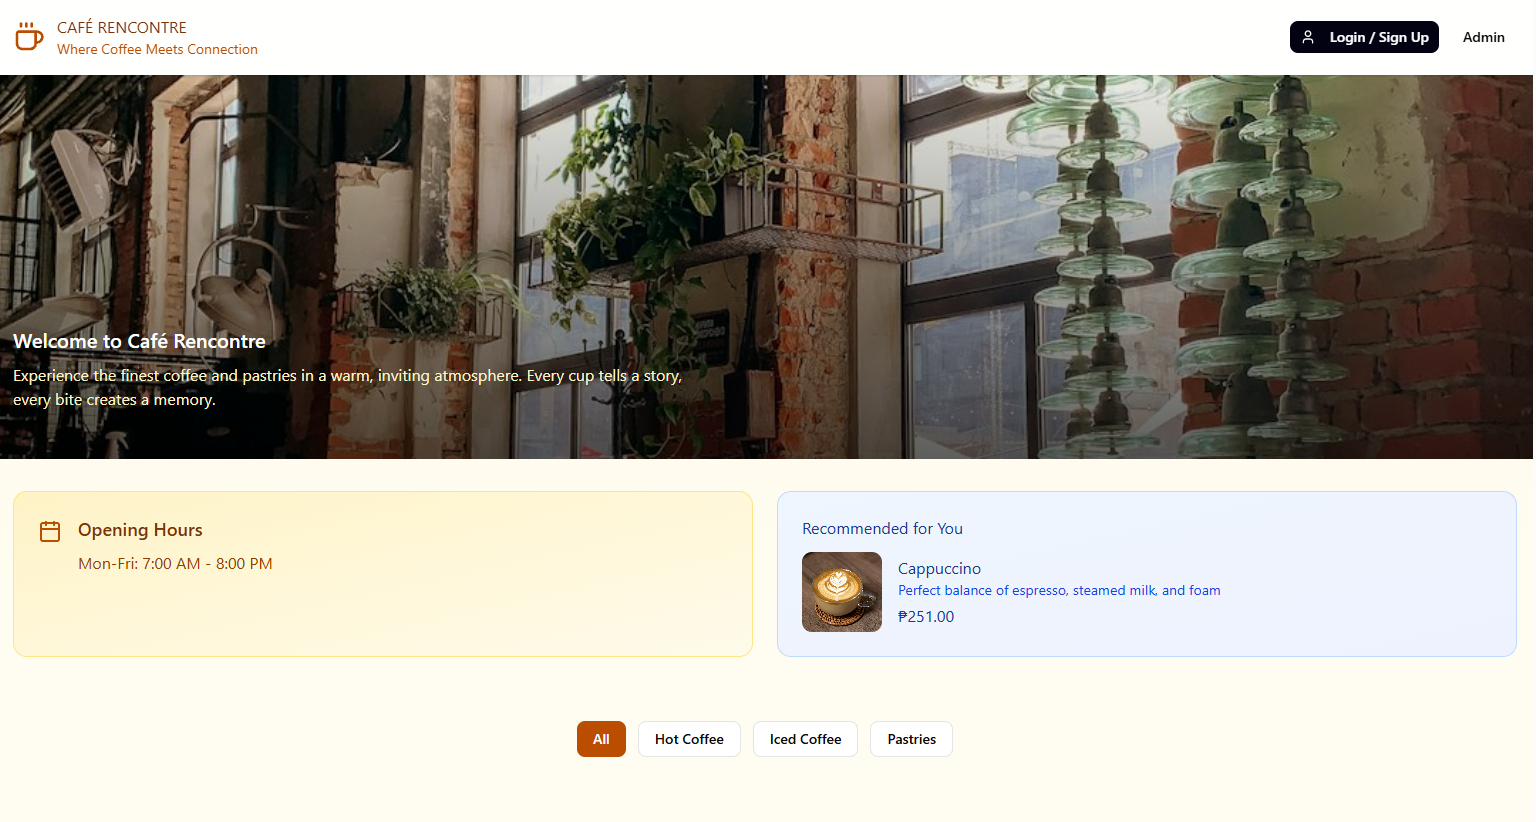 CAFÉ RENCONTRE
Where Coffee Meets Connection
Login / Sign Up
Admin
Welcome to Café Rencontre
Experience the finest coffee and pastries in a warm, inviting atmosphere. Every cup tells a story,
every bite creates a memory.
Opening Hours
Mon-Fri: 7:00 AM - 8:00 PM
Recommended for You
Cappuccino
Perfect balance of espresso, steamed milk, and foam
₱251.00
All
Hot Coffee
Iced Coffee
Pastries